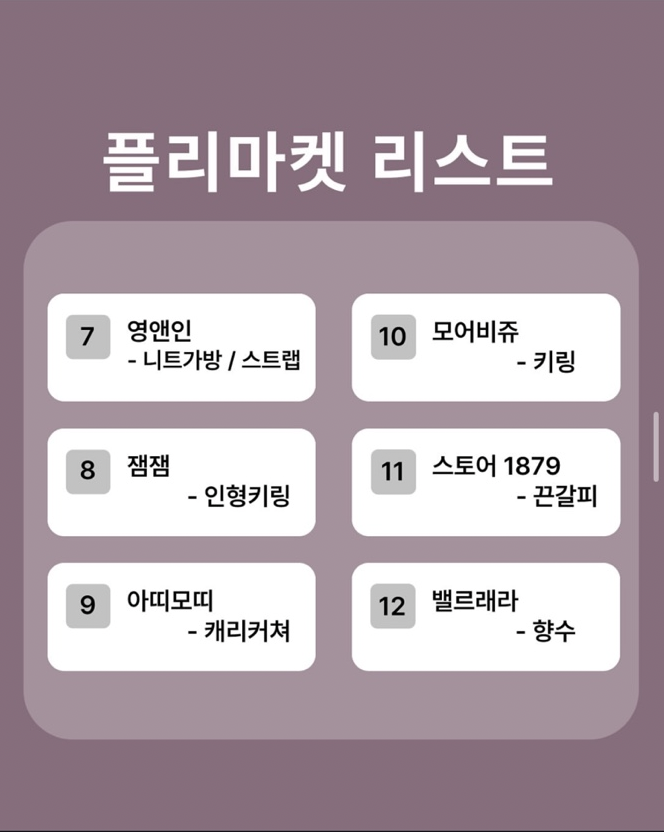 플리마켓 리스트
7
영앤인
- 니트가방 / 스트랩
8
잼잼
- 인형키링
9
아띠모띠
- 캐리커쳐
10
모어비쥬
- 키링
11
스토어 1879
- 끈갈피
12
밸르래라
- 향수